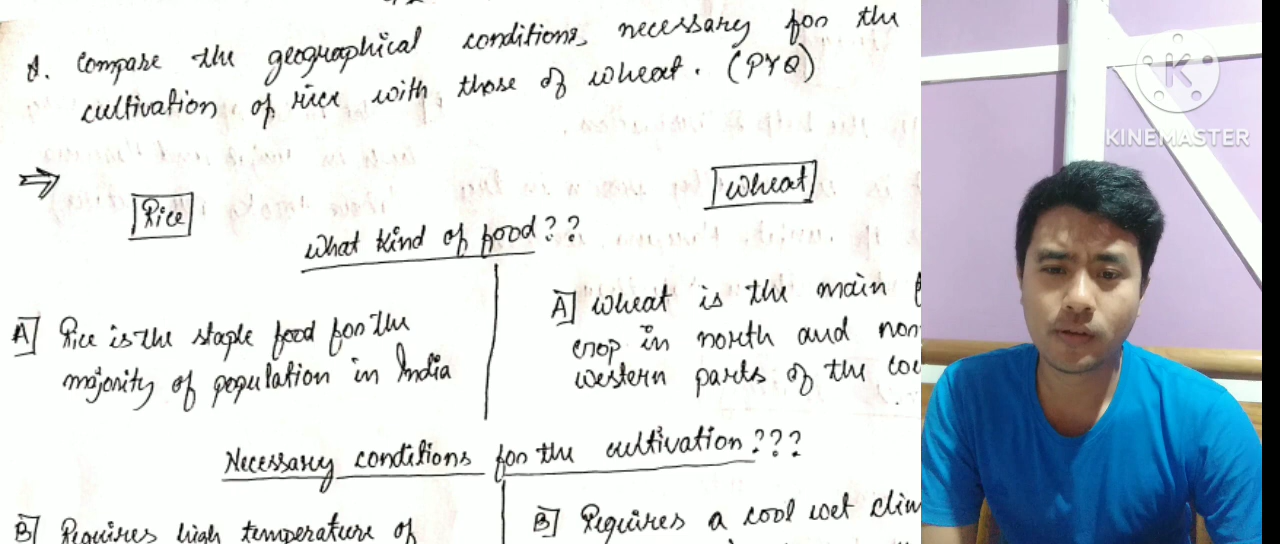 Q. Compare the geographical conditions necessary for the
cultivation of rice with those of wheat. (PYQ)
Rice
Wheat
What kind of food??
A] Rice is the staple food for the
majority of population in India
A] Wheat is the main
crop in north and
western parts of the
Necessary conditions for the cultivation???
B] Requires high temperature of
B] Requires a cool wet
KINEMASTER